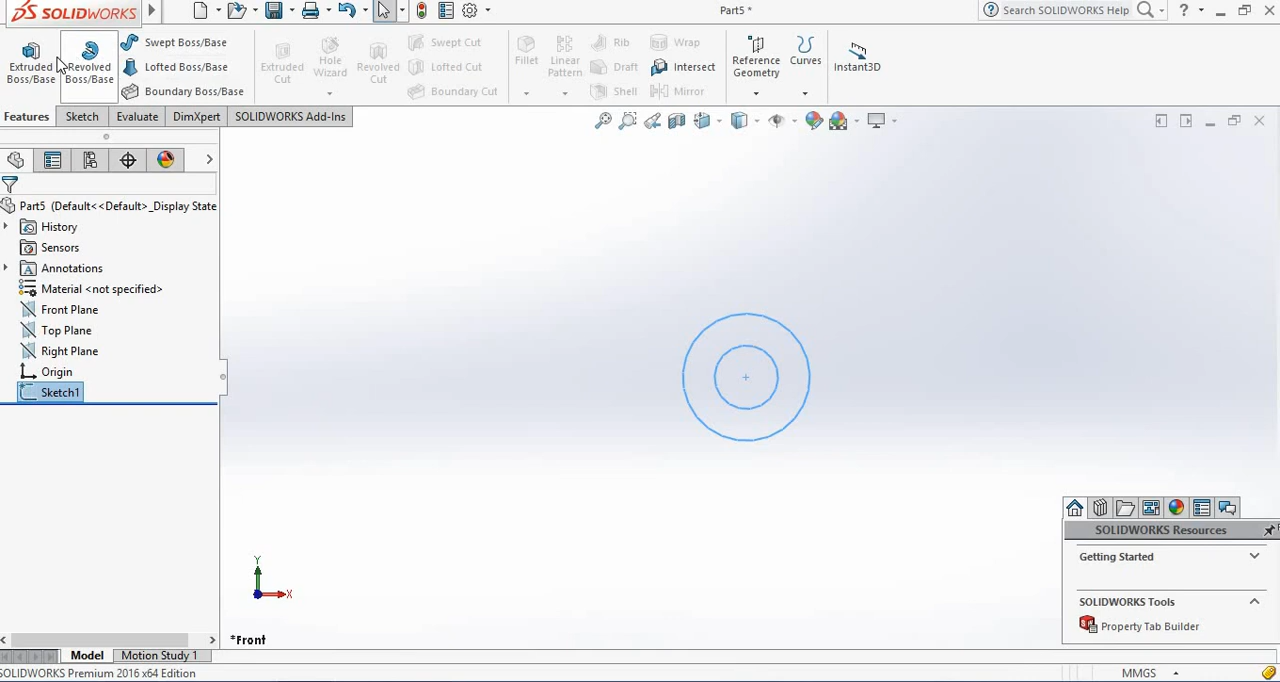 SOLIDWORKS
Part5 *
Search SOLIDWORKS Help
?
Extruded Boss/Base
Revolved Boss/Base
Swept Boss/Base
Lofted Boss/Base
Boundary Boss/Base
Extruded Cut
Hole Wizard
Revolved Cut
Swept Cut
Lofted Cut
Boundary Cut
Fillet
Linear Pattern
Rib
Draft
Shell
Wrap
Intersect
Mirror
Reference Geometry
Curves
Instant3D
Features
Sketch
Evaluate
DimXpert
SOLIDWORKS Add-Ins
Part5 (Default<<Default>_Display State
History
Sensors
Annotations
Material <not specified>
Front Plane
Top Plane
Right Plane
Origin
Sketch1
SOLIDWORKS Resources
Getting Started
SOLIDWORKS Tools
Property Tab Builder
Y
X
*Front
Model
Motion Study 1
SOLIDWORKS Premium 2016 x64 Edition
MMGS